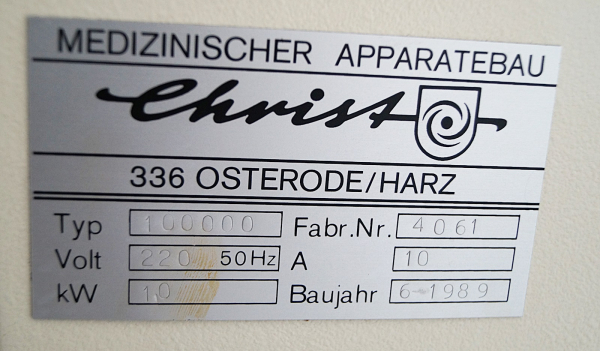 MEDIZINISCHER APPARATEBAU
Christ
336 OSTERODE/HARZ
Typ 100000 Fabr.Nr. 4061
Volt 220 50Hz A 10
kW 1,0 Baujahr 6-1989